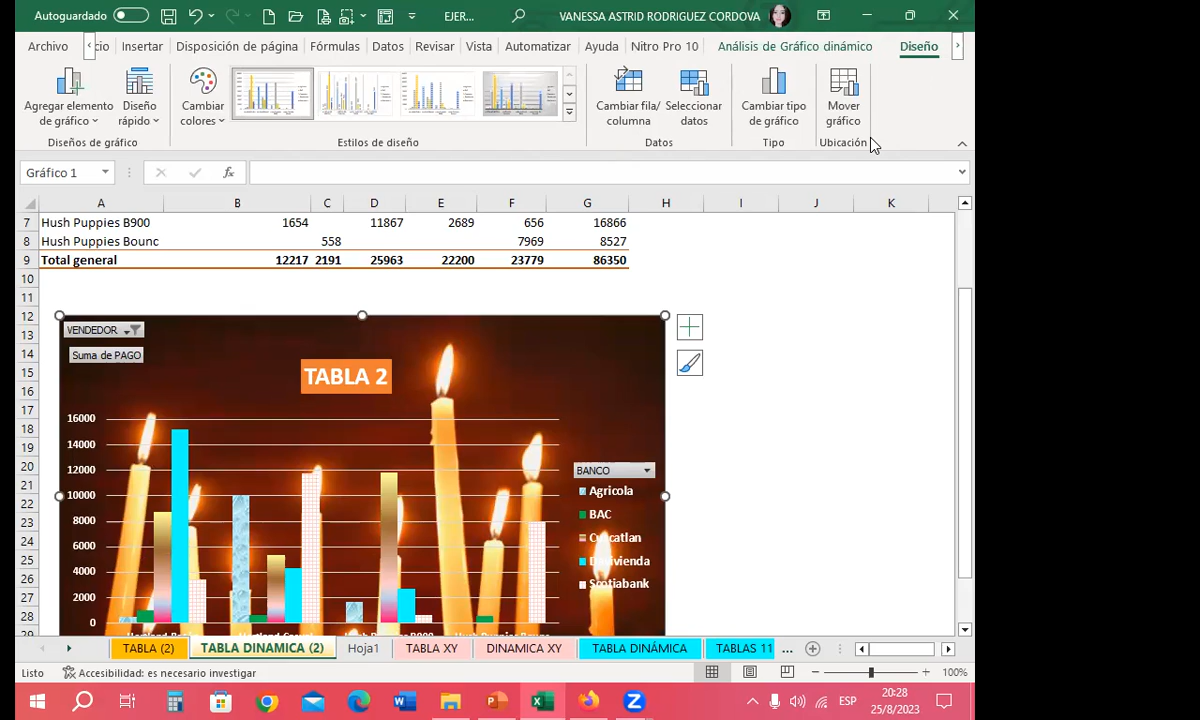 Autoguardado
EJER...
VANESSA ASTRID RODRIGUEZ CORDOVA
Archivo
io
Insertar
Disposición de página
Fórmulas
Datos
Revisar
Vista
Automatizar
Ayuda
Nitro Pro 10
Análisis de Gráfico dinámico
Diseño
Agregar elemento de gráfico
Diseño rápido
Cambiar colores
Cambiar fila/ columna
Seleccionar datos
Cambiar tipo de gráfico
Mover gráfico
Diseños de gráfico
Estilos de diseño
Datos
Tipo
Ubicación
Gráfico 1
fx
A B C D E F G H I J K
7 Hush Puppies B900 1654 11867 2689 656 16866
8 Hush Puppies Bounc 558 7969 8527
9 Total general 12217 2191 25963 22200 23779 86350
10
11
12
13
14
15
16
17
18
19
20
21
22
23
24
25
26
27
28
29
VENDEDOR
Suma de PAGO
TABLA 2
16000
14000
12000
10000
8000
6000
4000
2000
0
BANCO
Agricola
BAC
Cuscatlan
Davivienda
Scotiabank
TABLA (2)
TABLA DINAMICA (2)
Hoja1
TABLA XY
DINAMICA XY
TABLA DINÁMICA
TABLAS 11
...
Listo
Accesibilidad: es necesario investigar
100%
ESP
20:28
25/8/2023